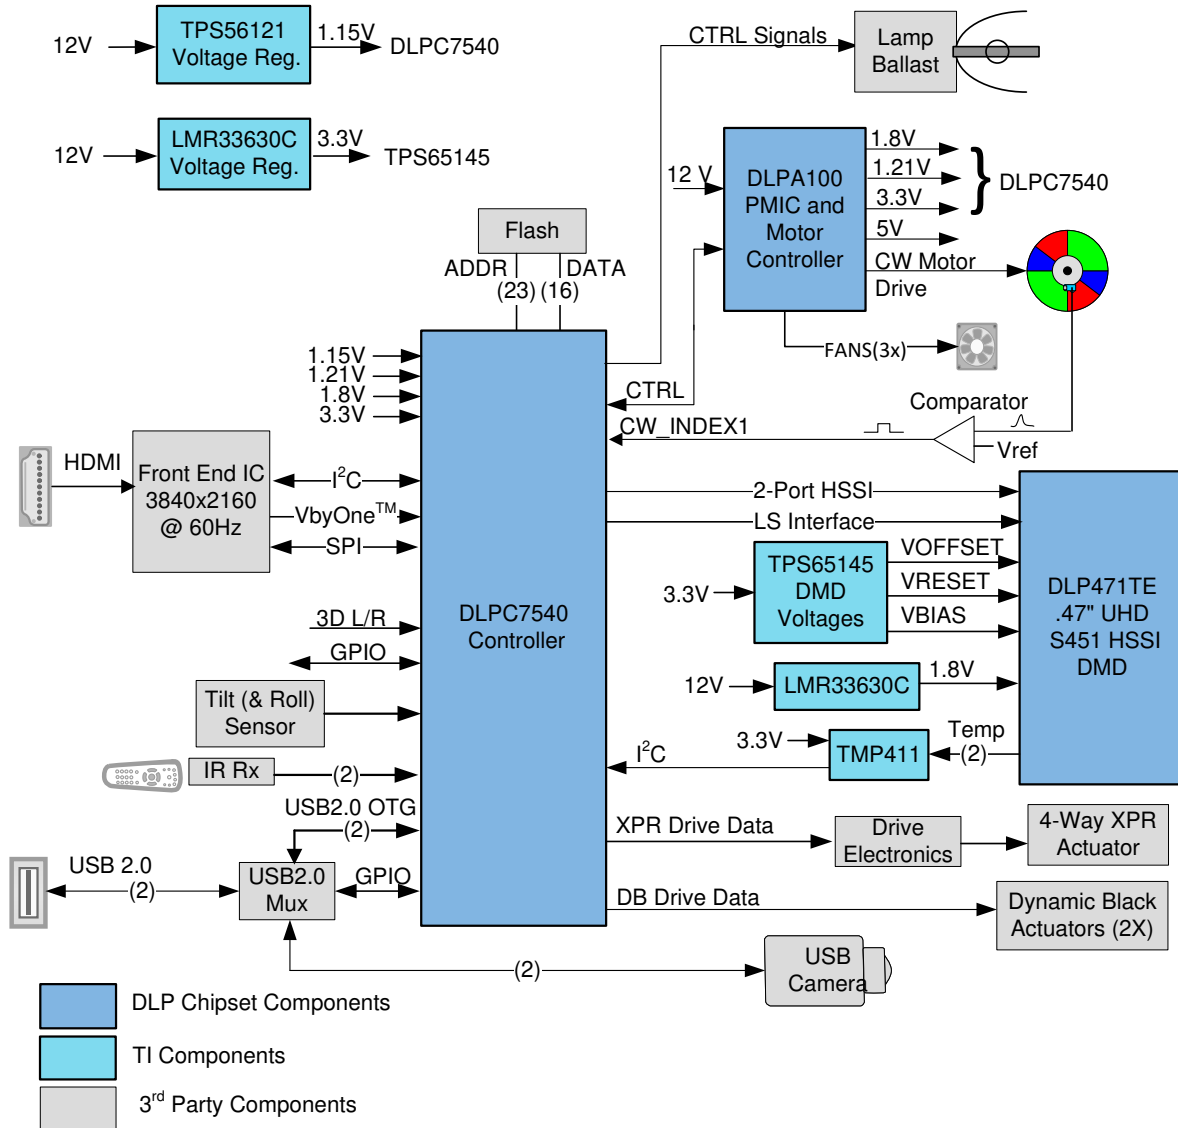 12V
TPS56121
Voltage Reg.
1.15V
DLPC7540
12V
LMR33630C
Voltage Reg.
3.3V
TPS65145
CTRL Signals
Lamp
Ballast
12 V
DLPA100
PMIC and
Motor
Controller
1.8V
1.21V
3.3V
5V
DLPC7540
CW Motor
Drive
FANS(3x)
Flash
ADDR
(23)
DATA
(16)
1.15V
1.21V
1.8V
3.3V
CTRL
CW_INDEX1
Comparator
Vref
HDMI
Front End IC
3840x2160
@ 60Hz
I2C
VbyOne™
SPI
DLPC7540
Controller
2-Port HSSI
LS Interface
3.3V
TPS65145
DMD
Voltages
VOFFSET
VRESET
VBIAS
DLP471TE
.47" UHD
S451 HSSI
DMD
12V
LMR33630C
1.8V
3D L/R
GPIO
Tilt (& Roll)
Sensor
IR Rx
(2)
I2C
3.3V
TMP411
Temp
(2)
USB2.0 OTG
(2)
USB 2.0
(2)
USB2.0
Mux
GPIO
XPR Drive Data
Drive
Electronics
4-Way XPR
Actuator
DB Drive Data
Dynamic Black
Actuators (2X)
(2)
USB
Camera
DLP Chipset Components
TI Components
3rd Party Components